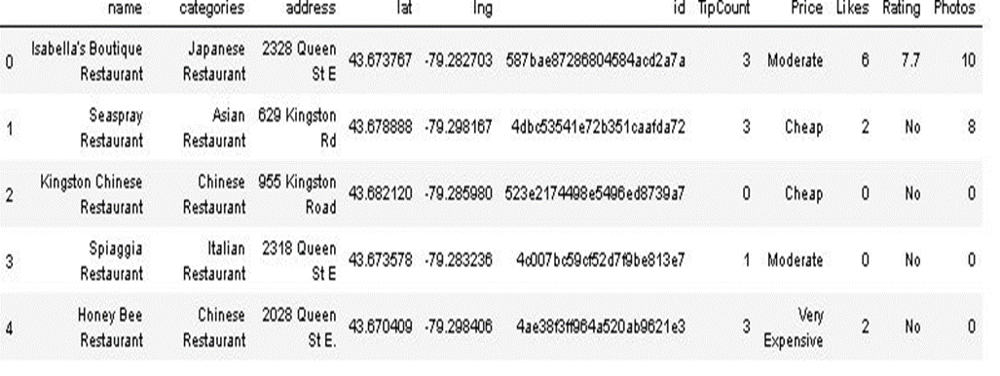 name categories address lat lng id TipCount Price Likes Rating Photos
0 Isabella's Boutique Restaurant Japanese Restaurant 2328 Queen St E 43.673767 -79.282703 587bae87286804584acd2a7a 3 Moderate 6 7.7 10
1 Seaspray Restaurant Asian Restaurant 629 Kingston Rd 43.678888 -79.298167 4dbc53541e72b351caafda72 3 Cheap 2 No 8
2 Kingston Chinese Restaurant Chinese Restaurant 955 Kingston Road 43.682120 -79.285980 523e2174498e5496ed8739a7 0 Cheap 0 No 0
3 Spiaggia Italian Restaurant 2318 Queen St E 43.673578 -79.283236 4c007bc59cf52d7f9be813e7 1 Moderate 0 No 0
4 Honey Bee Restaurant Chinese Restaurant 2028 Queen St E. 43.670409 -79.298406 4ae38f3ff964a520ab9621e3 3 Very Expensive 2 No 0